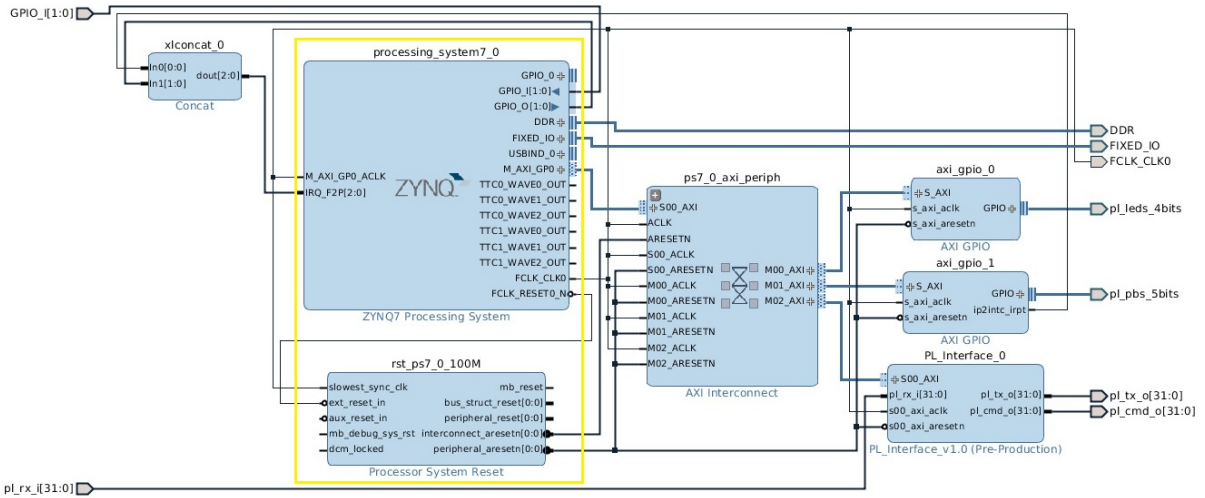 GPIO_I[1:0]
xlconcat_0
In0[0:0]
In1[1:0]
dout[2:0]
Concat
processing_system7_0
GPIO_0
GPIO_I[1:0]
GPIO_O[1:0]
DDR
FIXED_IO
USBIND_0
M_AXI_GP0
M_AXI_GP0_ACLK
IRQ_F2P[2:0]
ZYNQ
TTC0_WAVE0_OUT
TTC0_WAVE1_OUT
TTC0_WAVE2_OUT
TTC1_WAVE0_OUT
TTC1_WAVE1_OUT
TTC1_WAVE2_OUT
FCLK_CLK0
FCLK_RESET0_N
ZYNQ7 Processing System
rst_ps7_0_100M
slowest_sync_clk
ext_reset_in
aux_reset_in
mb_debug_sys_rst
dcm_locked
mb_reset
bus_struct_reset[0:0]
peripheral_reset[0:0]
interconnect_aresetn[0:0]
peripheral_aresetn[0:0]
Processor System Reset
pl_rx_i[31:0]
ps7_0_axi_periph
S00_AXI
ACLK
ARESETN
S00_ACLK
S00_ARESETN
M00_ACLK
M00_ARESETN
M01_ACLK
M01_ARESETN
M02_ACLK
M02_ARESETN
M00_AXI
M01_AXI
M02_AXI
AXI Interconnect
axi_gpio_0
S_AXI
s_axi_aclk
s_axi_aresetn
GPIO
AXI GPIO
axi_gpio_1
S_AXI
s_axi_aclk
s_axi_aresetn
GPIO
ip2intc_irpt
AXI GPIO
PL_Interface_0
S00_AXI
pl_rx_i[31:0]
s00_axi_aclk
s00_axi_aresetn
pl_tx_o[31:0]
pl_cmd_o[31:0]
PL_Interface_v1.0 (Pre-Production)
DDR
FIXED_IO
FCLK_CLK0
pl_leds_4bits
pl_pbs_5bits
pl_tx_o[31:0]
pl_cmd_o[31:0]